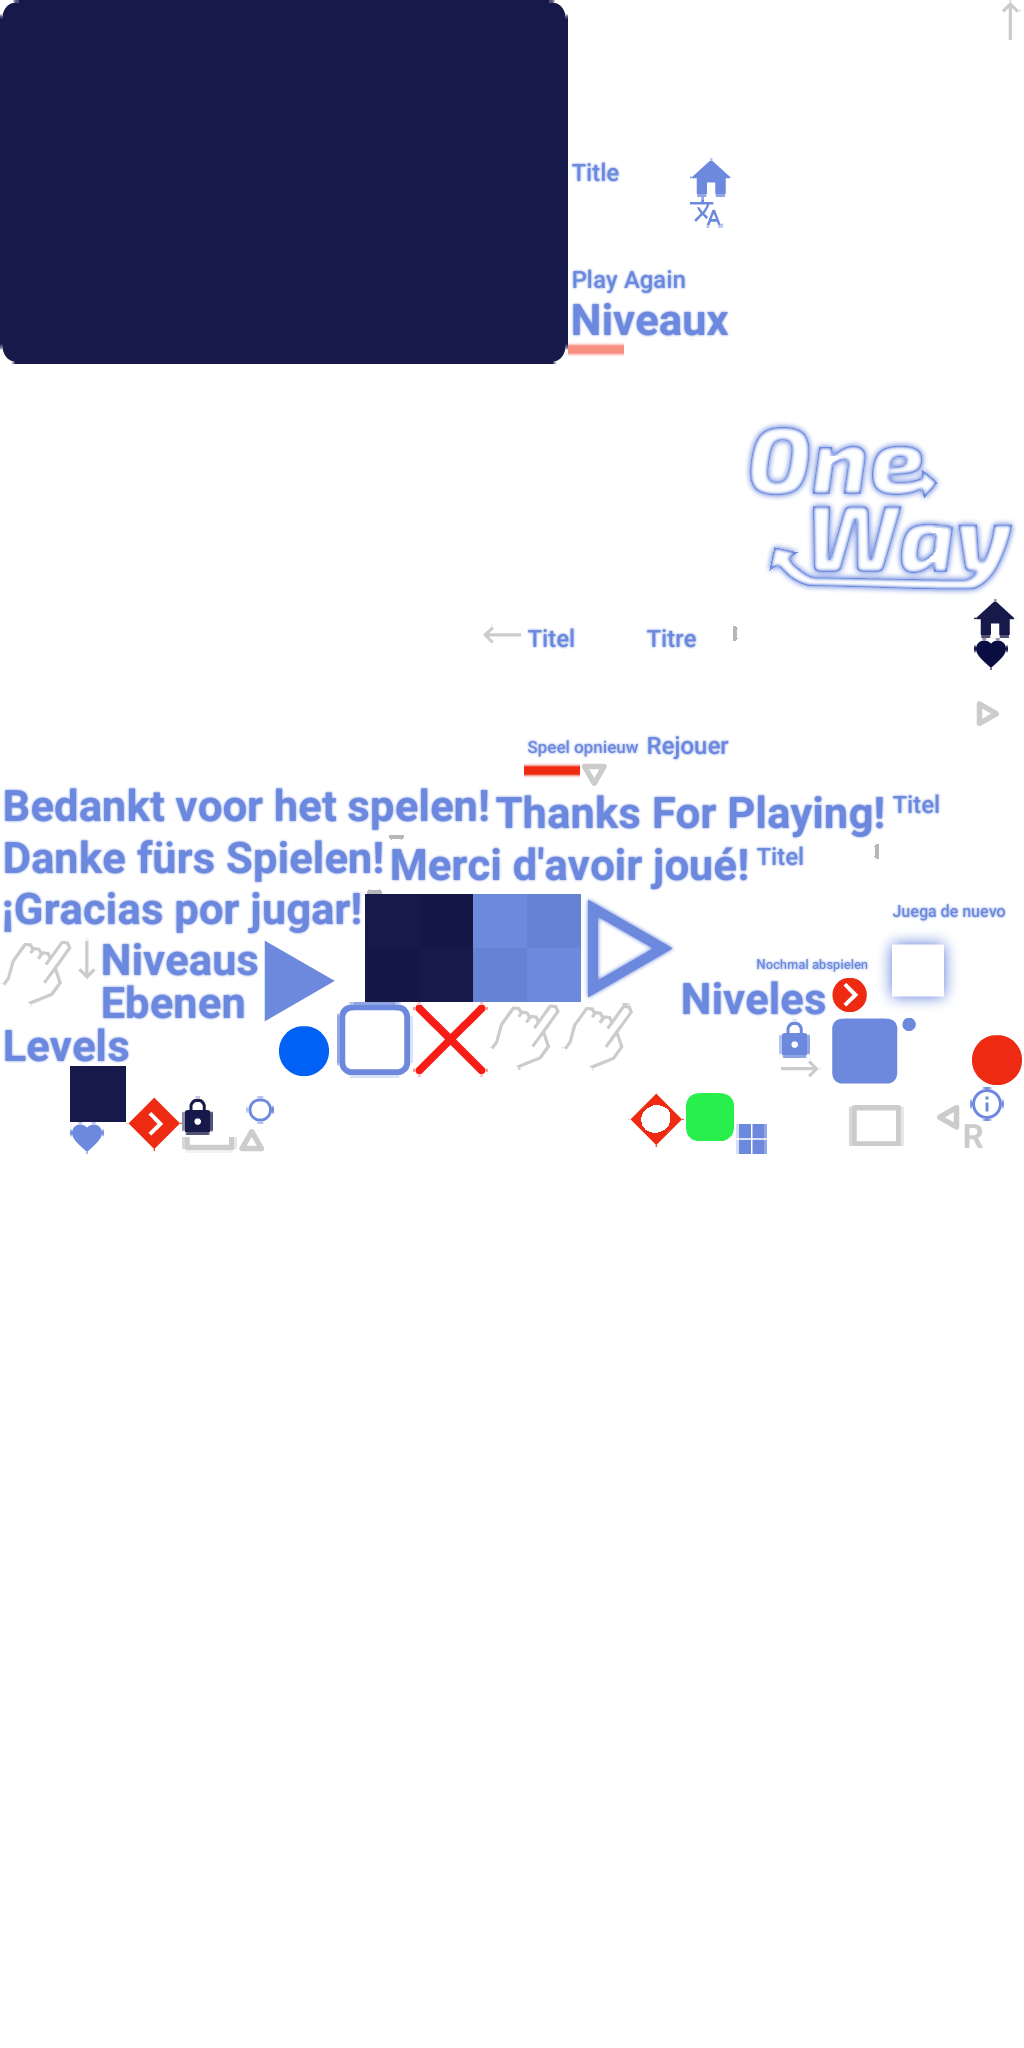 Title
Play Again
Niveaux
One
Way
Titel
Titre
Speel opnieuw
Rejouer
Bedankt voor het spelen!
Thanks For Playing!
Titel
Danke fürs Spielen!
Merci d'avoir joué!
Titel
¡Gracias por jugar!
Juega de nuevo
Niveaus
Nochmal abspielen
Ebenen
Niveles
Levels
R